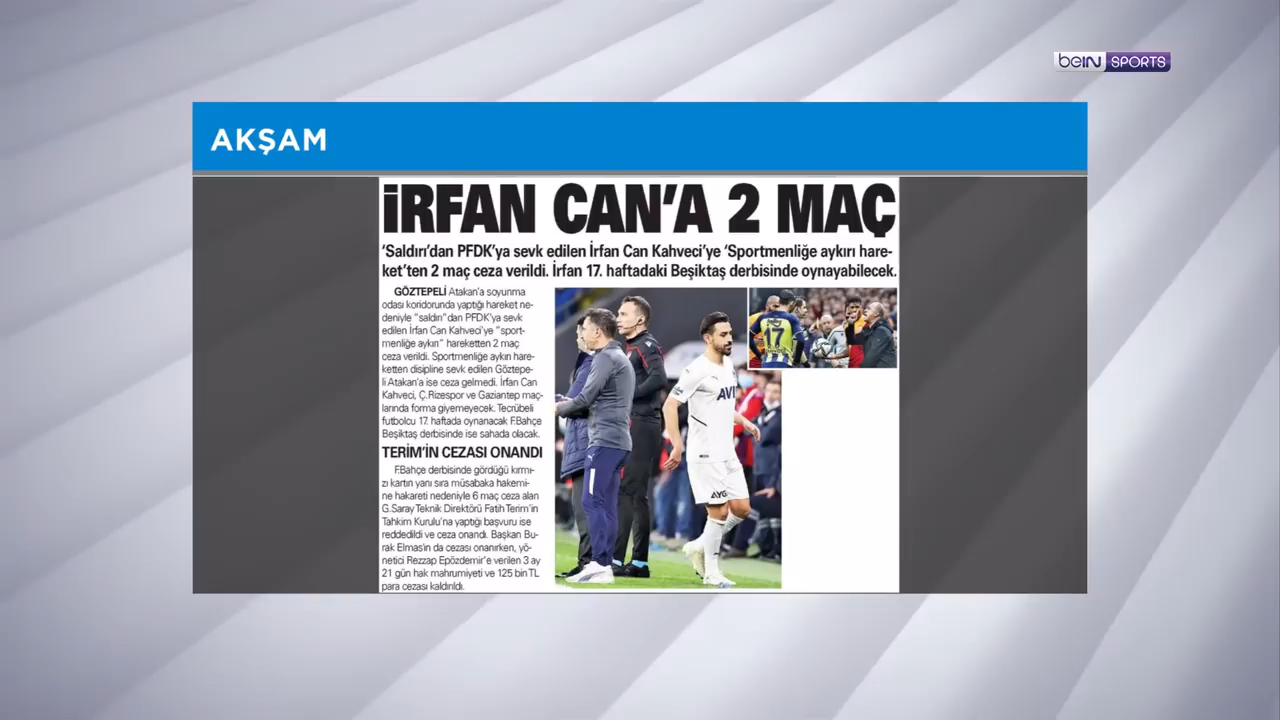 beIN SPORTS
AKŞAM
İRFAN CAN'A 2 MAÇ
'Saldırı'dan PFDK'ya sevk edilen İrfan Can Kahveci'ye 'Sportmenliğe aykırı hare-
ket'ten 2 maç ceza verildi. İrfan 17. haftadaki Beşiktaş derbisinde oynayabilecek.
GÖZTEPELİ Atakan'a soyunma
odası koridorunda yaptığı hareket ne-
deniyle "saldırı"dan PFDK'ya sevk
edilen İrfan Can Kahveci'ye "sport-
menliğe aykırı" hareketten 2 maç
ceza verildi. Sportmenliğe aykırı hare-
ketten disipline sevk edilen Göztepe-
li Atakan'a ise ceza gelmedi. İrfan Can
Kahveci, Ç.Rizespor ve Gaziantep maç-
larında forma giyemeyecek. Tecrübeli
futbolcu 17. haftada oynanacak F.Bahçe
Beşiktaş derbisinde ise sahada olacak.
TERİM'İN CEZASI ONANDI
F.Bahçe derbisinde gördüğü kırmı-
zı kartın yanı sıra müsabaka hakemi-
ne hakareti nedeniyle 6 maç ceza alan
G.Saray Teknik Direktörü Fatih Terim'in
Tahkim Kurulu'na yaptığı başvuru ise
reddedildi ve ceza onandı. Başkan Bu-
rak Elmas'ın da cezası onanırken, yö-
netici Rezzap Epözdemir'e verilen 3 ay
21 gün hak mahrumiyeti ve 125 bin TL
para cezası kaldırıldı.
17
AVI
AYG